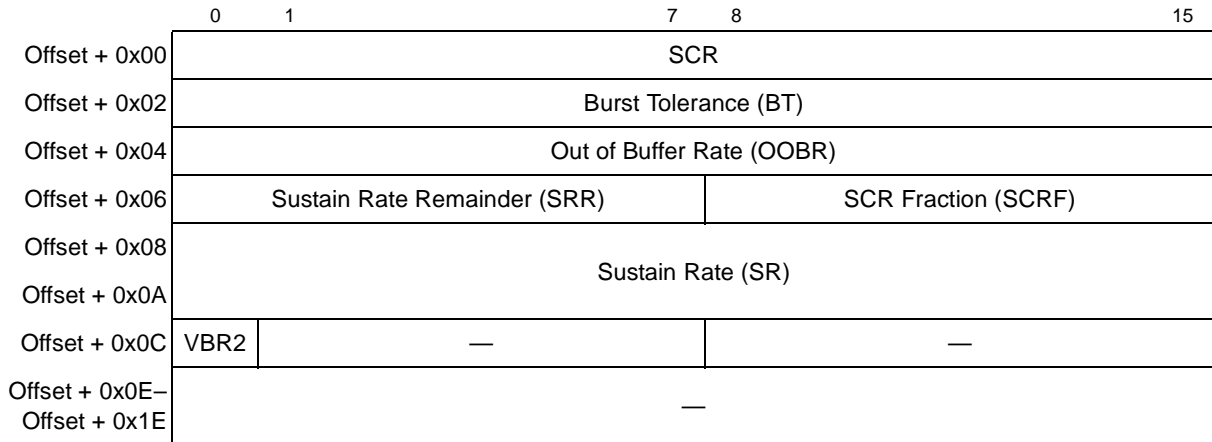 0 1 7 8 15
Offset + 0x00 SCR
Offset + 0x02 Burst Tolerance (BT)
Offset + 0x04 Out of Buffer Rate (OOBR)
Offset + 0x06 Sustain Rate Remainder (SRR) SCR Fraction (SCRF)
Offset + 0x08
Sustain Rate (SR)
Offset + 0x0A
Offset + 0x0C VBR2 — —
Offset + 0x0E–
—
Offset + 0x1E